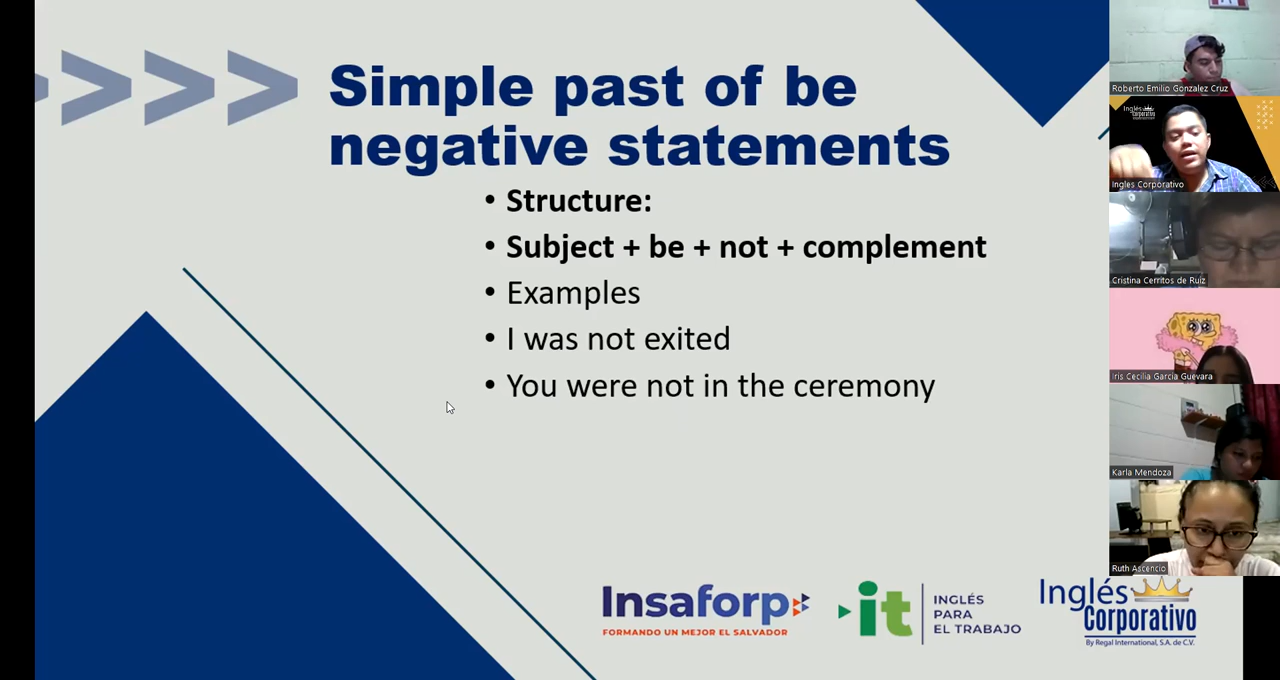 Simple past of be
negative statements
• Structure:
• Subject + be + not + complement
• Examples
• I was not exited
• You were not in the ceremony
Insaforp
FORMANDO UN MEJOR EL SALVADOR
it
INGLÉS
PARA
EL TRABAJO
Inglés
Corporativo
By Regal International, S.A. de C.V.
Roberto Emilio Gonzalez Cruz
Inglés
Corporativo
Ingles Corporativo
Cristina Cerritos de Ruiz
Iris Cecilia Garcia Guevara
Karla Mendoza
Ruth Ascencio